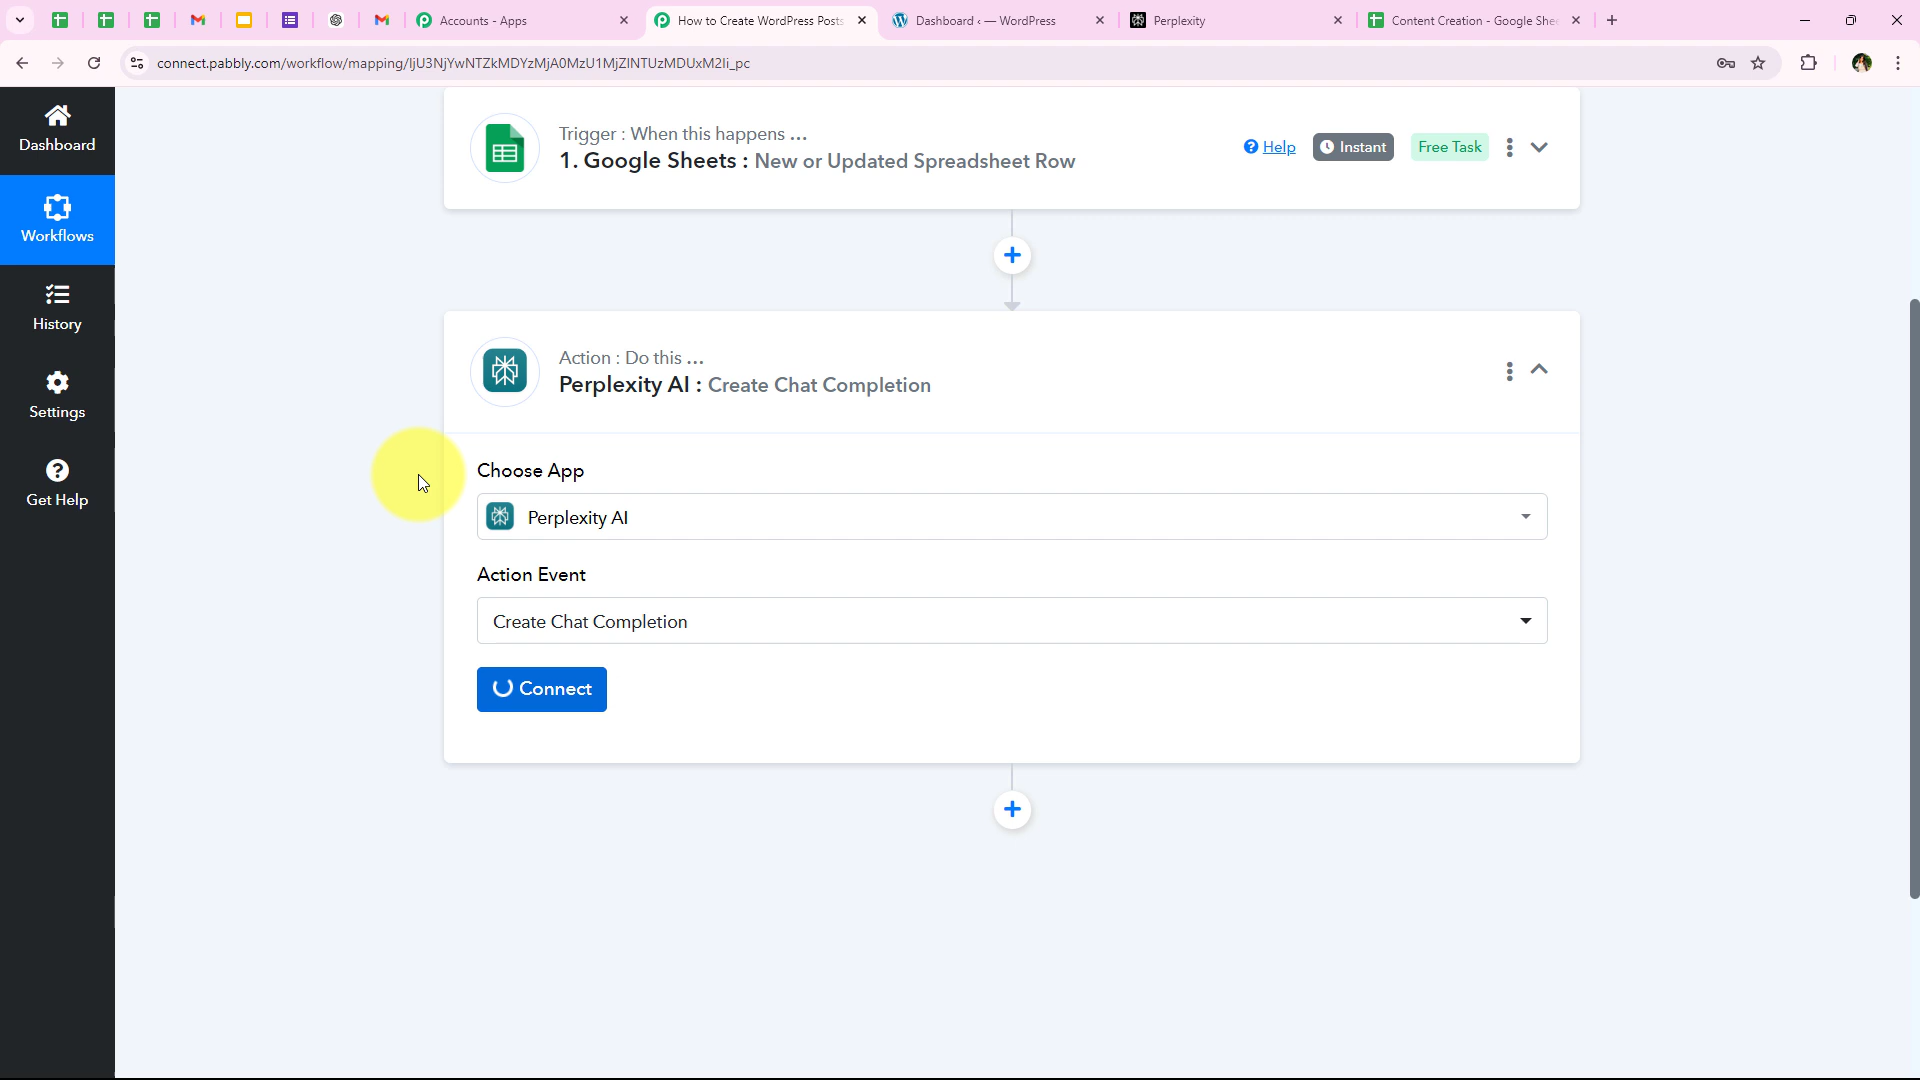 Accounts - Apps
How to Create WordPress Posts
Dashboard ‹ — WordPress
Perplexity
Content Creation - Google She
connect.pabbly.com/workflow/mapping/IjU3NjYwNTZkMDYzMjA0MzU1MjZlNTUzMDUxM2Ii_pc
Dashboard
Workflows
History
Settings
Get Help
Trigger : When this happens ...
1. Google Sheets : New or Updated Spreadsheet Row
Help
Instant
Free Task
Action : Do this ...
Perplexity AI : Create Chat Completion
Choose App
Perplexity AI
Action Event
Create Chat Completion
Connect